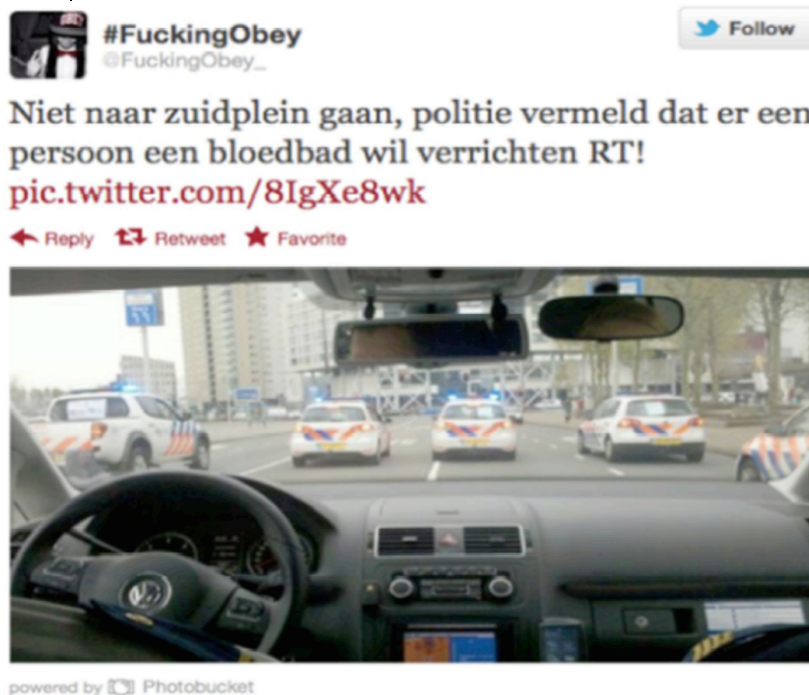 #FuckingObey
@FuckingObey_
Follow
Niet naar zuidplein gaan, politie vermeld dat er een
persoon een bloedbad wil verrichten RT!
pic.twitter.com/8IgXe8wk
Reply Retweet Favorite
powered by Photobucket